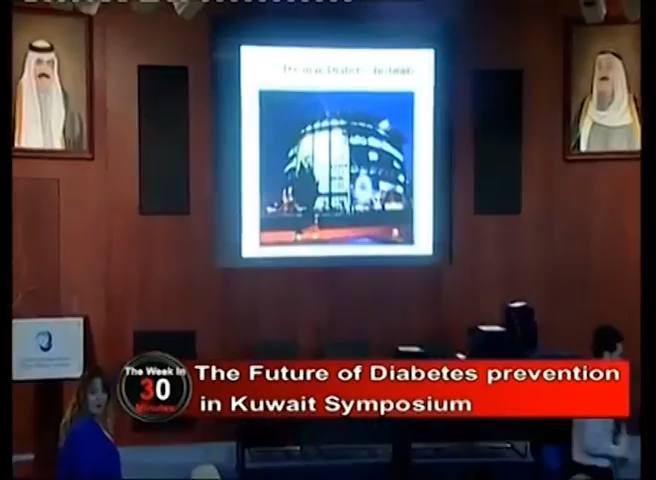 The Week In
30
Minutes
The Future of Diabetes prevention
in Kuwait Symposium